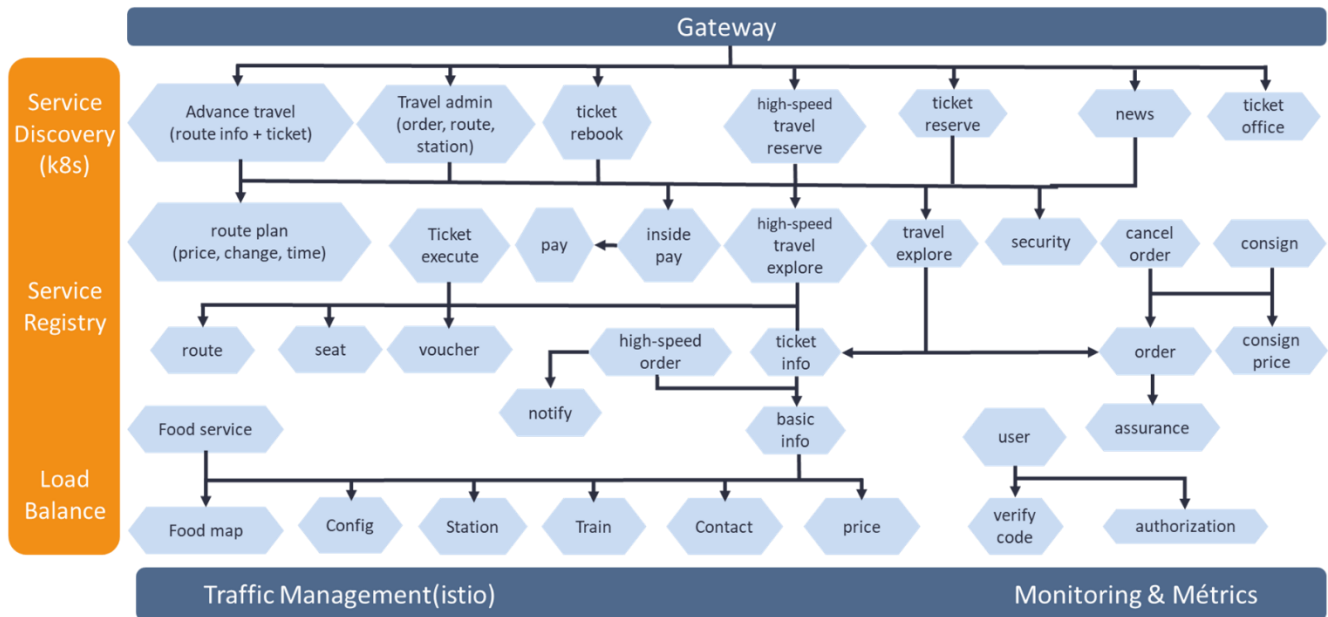 Gateway
Service
Discovery
(k8s)
Advance travel
(route info + ticket)
Travel admin
(order, route,
station)
ticket
rebook
high-speed
travel
reserve
ticket
reserve
news
ticket
office
route plan
(price, change, time)
Ticket
execute
pay
inside
pay
high-speed
travel
explore
travel
explore
security
cancel
order
consign
Service
Registry
route
seat
voucher
high-speed
order
ticket
info
order
consign
price
notify
Food service
basic
info
user
assurance
Load
Balance
Food map
Config
Station
Train
Contact
price
verify
code
authorization
Traffic Management(istio)
Monitoring & Métrics